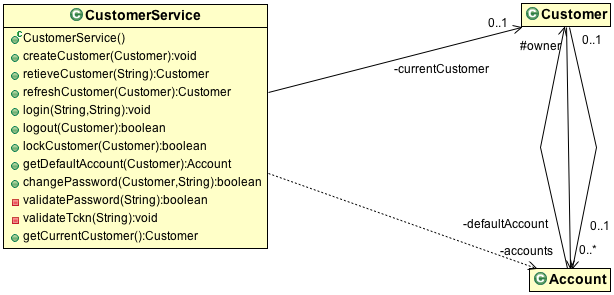 CustomerService
CustomerService()
createCustomer(Customer):void
retieveCustomer(String):Customer
refreshCustomer(Customer):Customer
login(String,String):void
logout(Customer):boolean
lockCustomer(Customer):boolean
getDefaultAccount(Customer):Account
changePassword(Customer,String):boolean
validatePassword(String):boolean
validateTckn(String):void
getCurrentCustomer():Customer
Customer
0..1
#owner
0..1
-currentCustomer
-defaultAccount
0..1
-accounts
0..*
Account